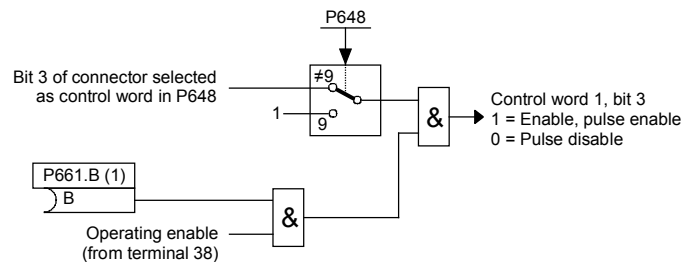 P648
≠9
Bit 3 of connector selected
as control word in P648
1
9
&
Control word 1, bit 3
1 = Enable, pulse enable
0 = Pulse disable
P661.B (1)
B
&
Operating enable
(from terminal 38)